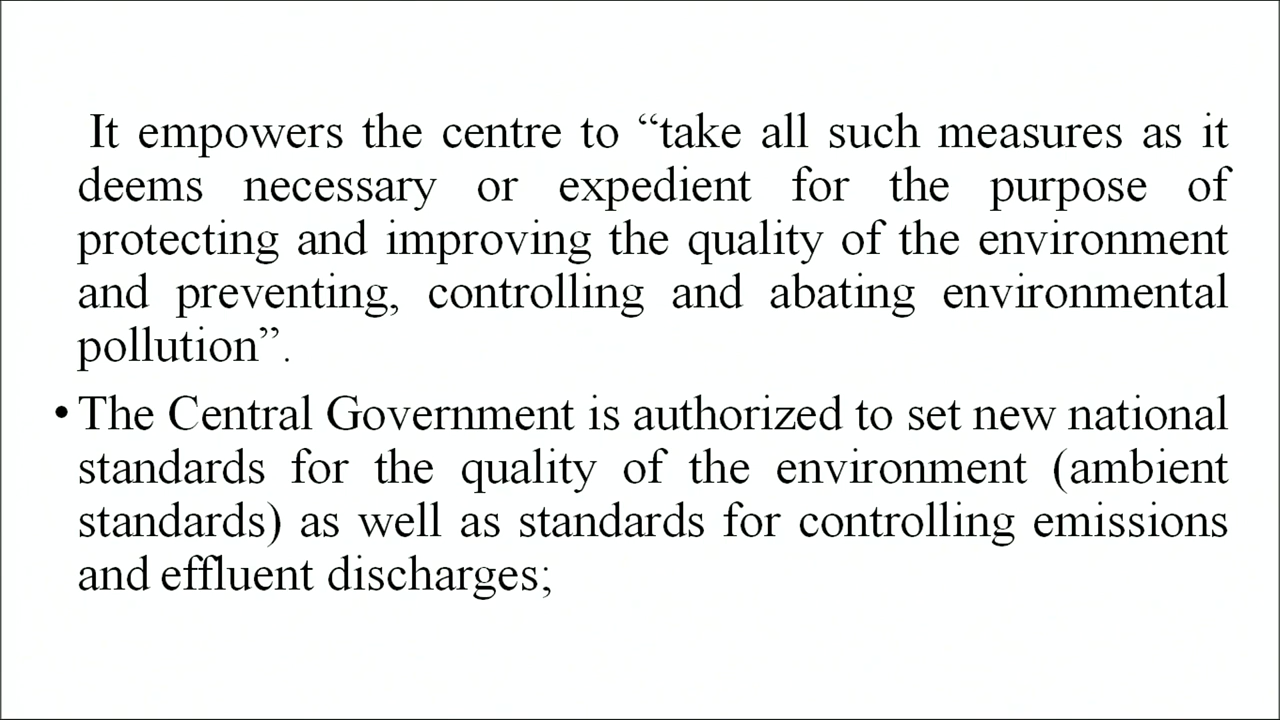 It empowers the centre to “take all such measures as it
deems necessary or expedient for the purpose of
protecting and improving the quality of the environment
and preventing, controlling and abating environmental
pollution”.
• The Central Government is authorized to set new national
standards for the quality of the environment (ambient
standards) as well as standards for controlling emissions
and effluent discharges;